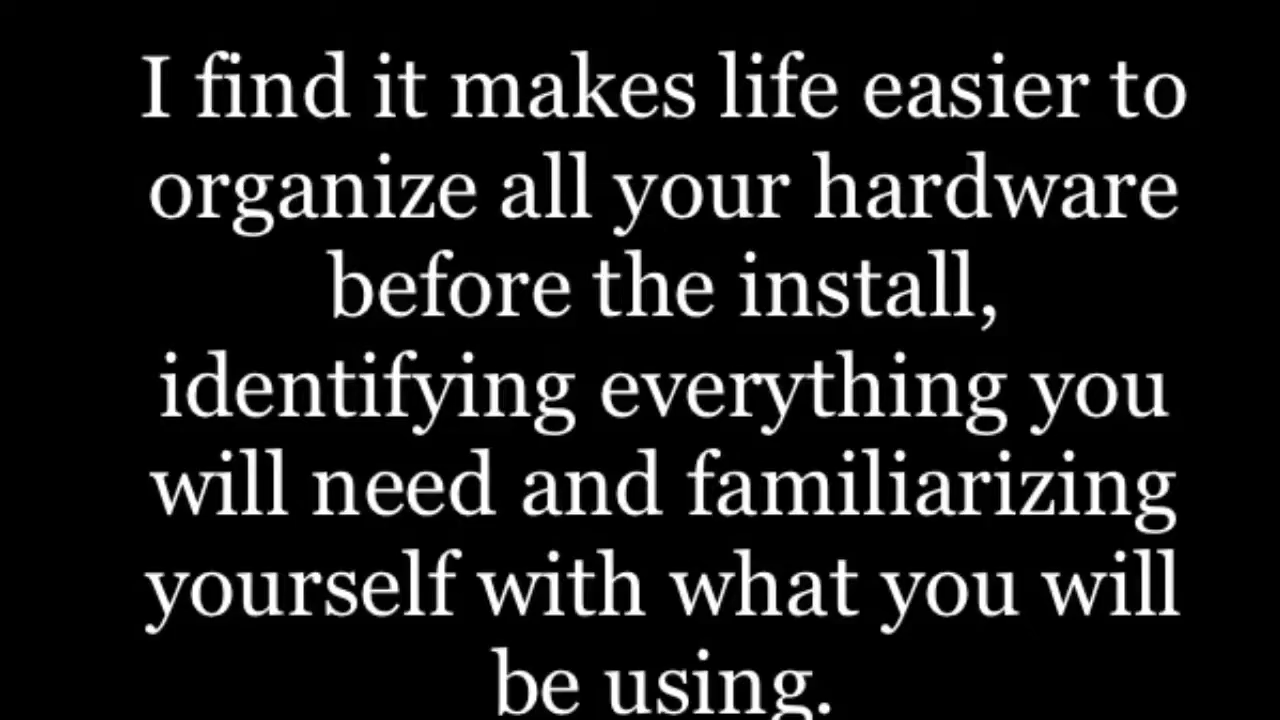 I find it makes life easier to
organize all your hardware
before the install,
identifying everything you
will need and familiarizing
yourself with what you will
be using.